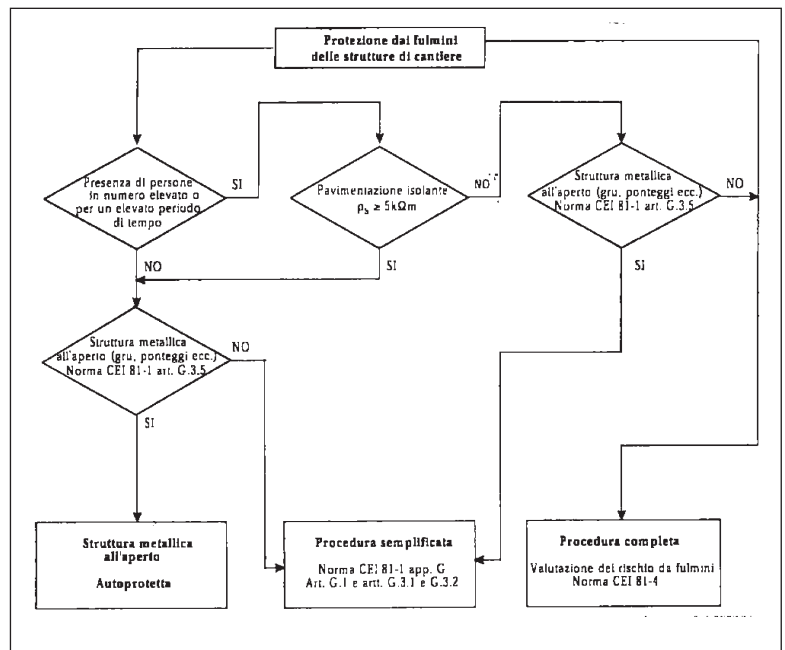 Protezione dai fulmini
delle strutture di cantiere
Presenza di persone
in numero elevato o
per un elevato periodo
di tempo
SI
Pavimentazione isolante
ρs ≥ 5kΩm
NO
Struttura metallica
all'aperto (gru, ponteggi ecc.)
Norma CEI 81-1 art. G.3.5
NO
NO
SI
SI
Struttura metallica
all'aperto (gru, ponteggi ecc.)
Norma CEI 81-1 art. G.3.5
NO
SI
Struttura metallica
all'aperto
Autoprotetta
Procedura semplificata
Norma CEI 81-1 app. G
Art. G.1 e artt. G.3.1 e G.3.2
Procedura completa
Valutazione del rischio da fulmini
Norma CEI 81-4